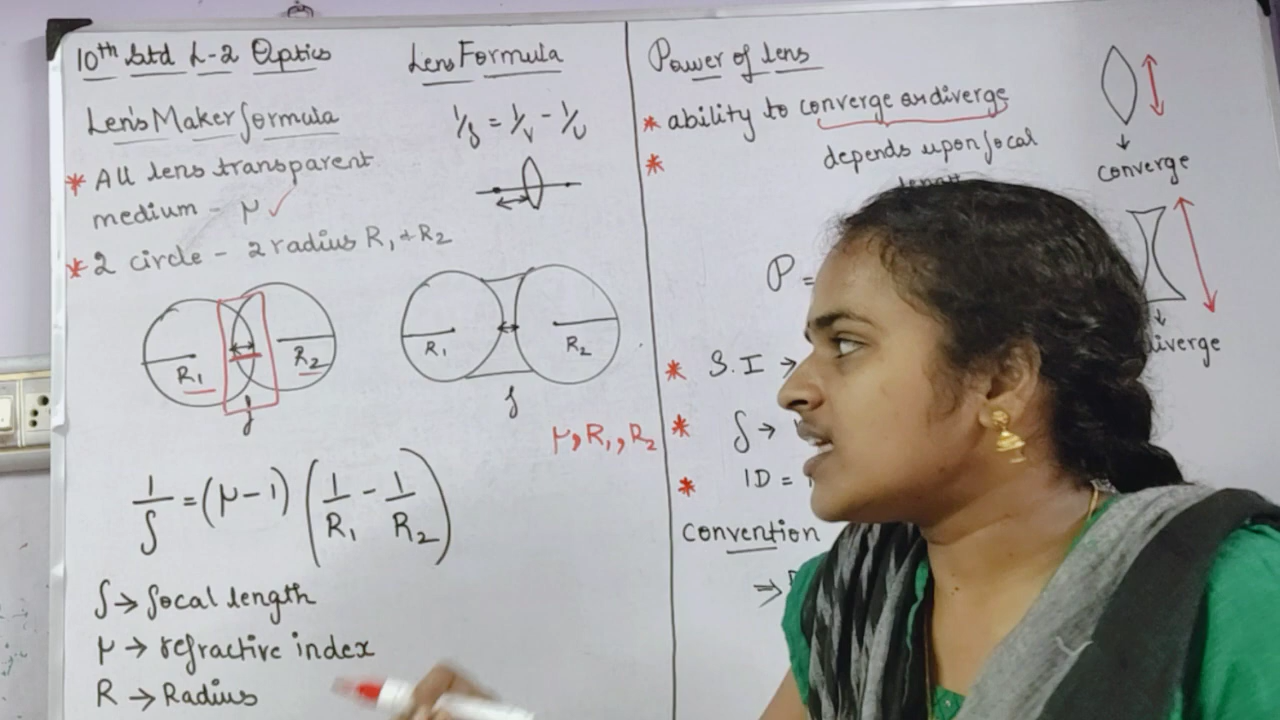 10th Std L-2 Optics
Lens Maker formula
* All lens transparent
medium - μ ✓
* 2 circle - 2 radius R₁ & R₂
R₁ R₂
f
1/f = (μ-1) (1/R₁ - 1/R₂)
f → focal length
μ → refractive index
R → Radius
Lens Formula
1/f = 1/v - 1/u
R₁ R₂
f
μ, R₁, R₂
Power of lens
* ability to converge or diverge
* depends upon focal
P =
* S.I →
* f →
* 1D =
Convention
⇒
↓
converge
↓
diverge